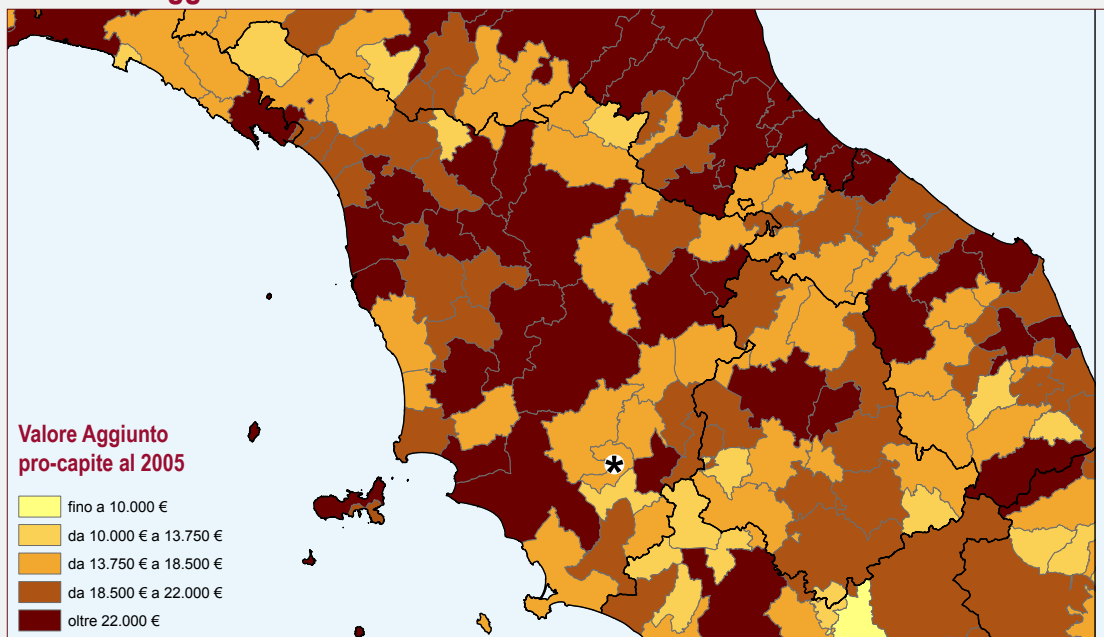 Valore Aggiunto
pro-capite al 2005
fino a 10.000 €
da 10.000 € a 13.750 €
da 13.750 € a 18.500 €
da 18.500 € a 22.000 €
oltre 22.000 €